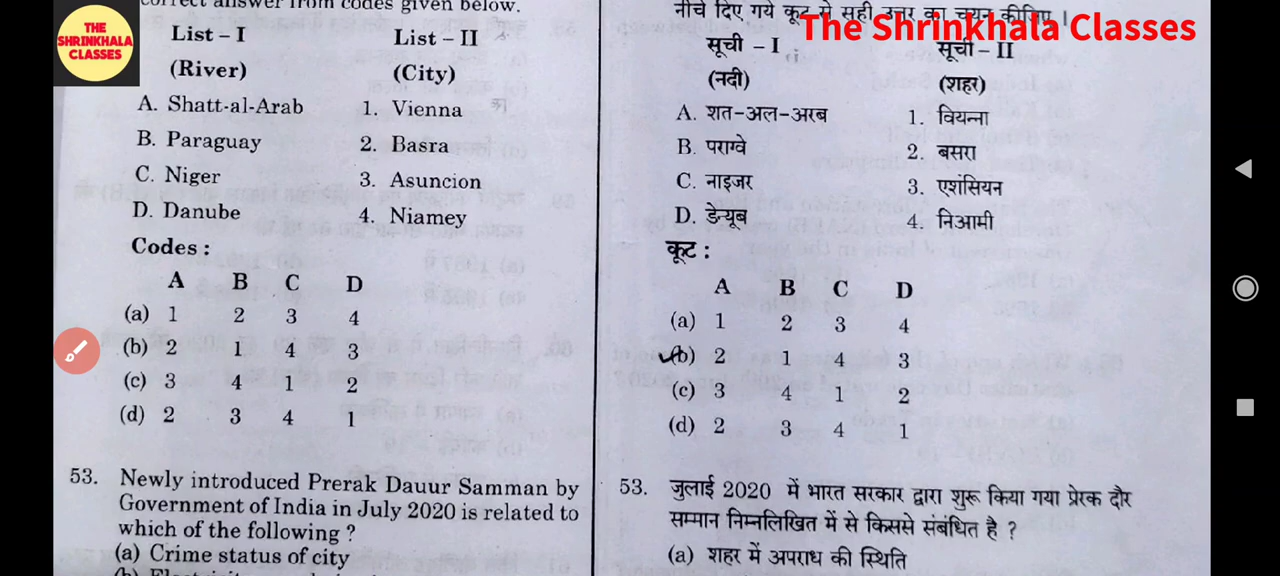 THE
SHRINKHALA
CLASSES
The Shrinkhala Classes
correct answer from codes given below.
List – I List – II
(River) (City)
A. Shatt-al-Arab 1. Vienna
B. Paraguay 2. Basra
C. Niger 3. Asuncion
D. Danube 4. Niamey
Codes :
A B C D
(a) 1 2 3 4
(b) 2 1 4 3
(c) 3 4 1 2
(d) 2 3 4 1
53. Newly introduced Prerak Dauur Samman by
Government of India in July 2020 is related to
which of the following ?
(a) Crime status of city
नीचे दिए गये कूट से सही उत्तर का चयन कीजिए ।
सूची – I सूची – II
(नदी) (शहर)
A. शत-अल-अरब 1. वियन्ना
B. पराग्वे 2. बसरा
C. नाइजर 3. एशंसियन
D. डेन्यूब 4. निआमी
कूट :
A B C D
(a) 1 2 3 4
(b) 2 1 4 3
(c) 3 4 1 2
(d) 2 3 4 1
53. जुलाई 2020 में भारत सरकार द्वारा शुरू किया गया प्रेरक दौर
सम्मान निम्नलिखित में से किससे संबंधित है ?
(a) शहर में अपराध की स्थिति